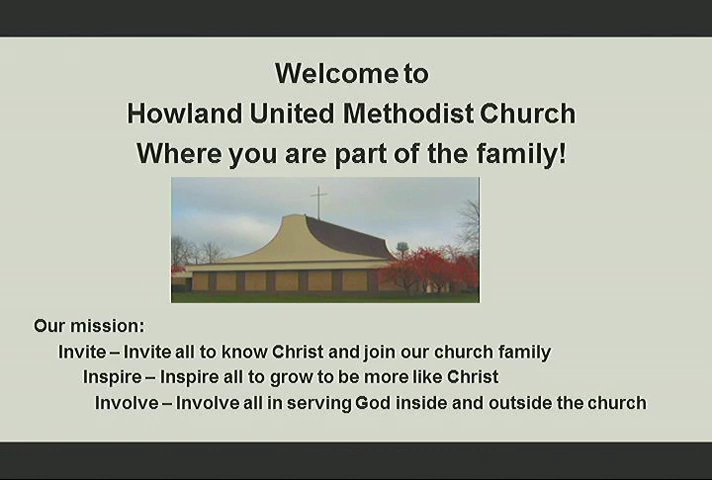 Welcome to
Howland United Methodist Church
Where you are part of the family!
Our mission:
Invite – Invite all to know Christ and join our church family
Inspire – Inspire all to grow to be more like Christ
Involve – Involve all in serving God inside and outside the church